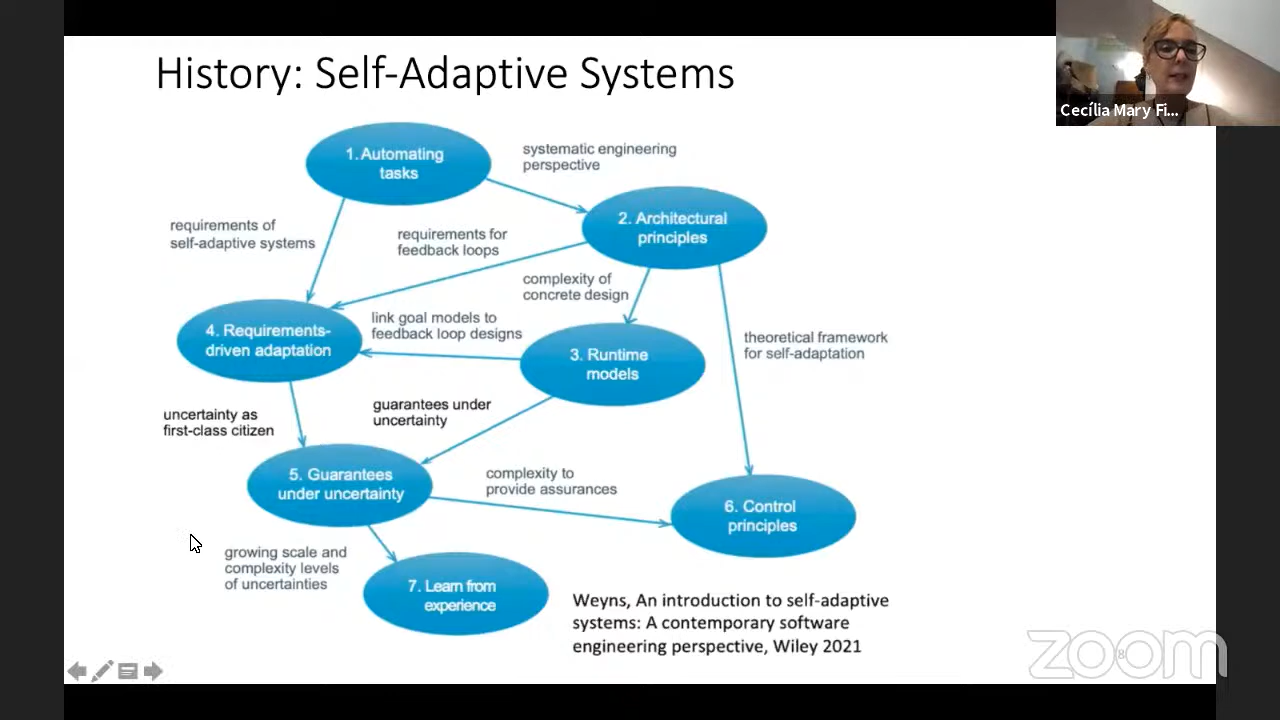 History: Self-Adaptive Systems
Cecília Mary Fi...
1. Automating
tasks
systematic engineering
perspective
2. Architectural
principles
requirements of
self-adaptive systems
requirements for
feedback loops
complexity of
concrete design
link goal models to
feedback loop designs
4. Requirements-
driven adaptation
3. Runtime
models
theoretical framework
for self-adaptation
uncertainty as
first-class citizen
guarantees under
uncertainty
5. Guarantees
under uncertainty
complexity to
provide assurances
6. Control
principles
growing scale and
complexity levels
of uncertainties
7. Learn from
experience
Weyns, An introduction to self-adaptive
systems: A contemporary software
engineering perspective, Wiley 2021
zoom
8